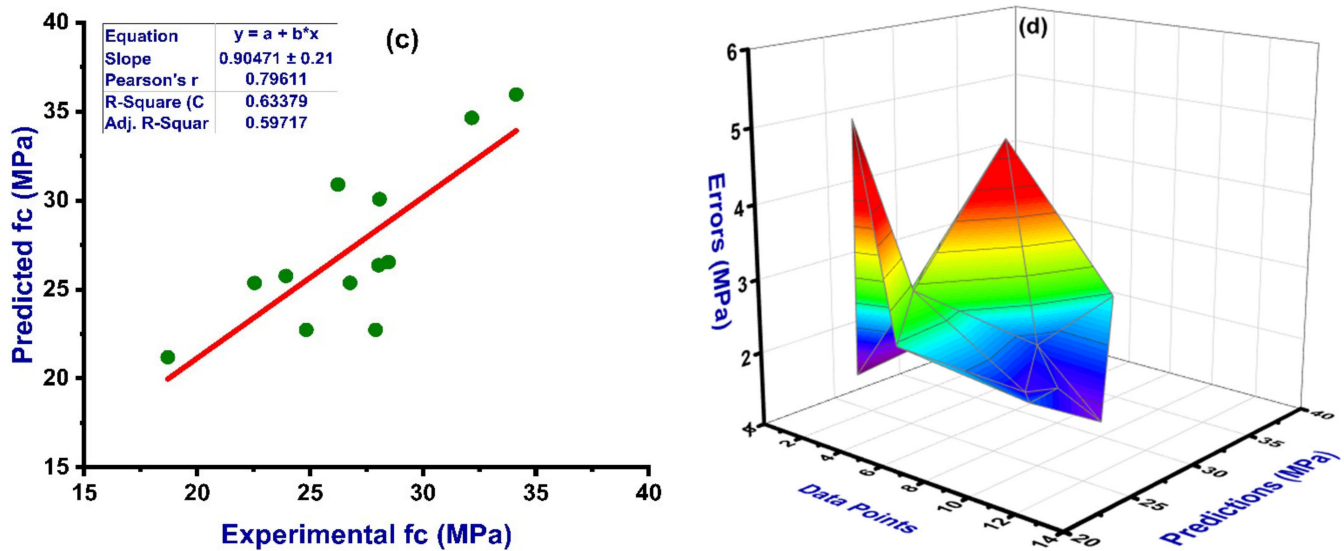 (c)
Equation y = a + b*x
Slope 0.90471 ± 0.21
Pearson's r 0.79611
R-Square (C 0.63379
Adj. R-Squar 0.59717
40
35
30
25
20
15
Predicted fc (MPa)
15 20 25 30 35 40
Experimental fc (MPa)
(d)
6
5
4
3
2
Errors (MPa)
2 4 6 8 10 12 14
Data Points
20 25 30 35 40
Predictions (MPa)